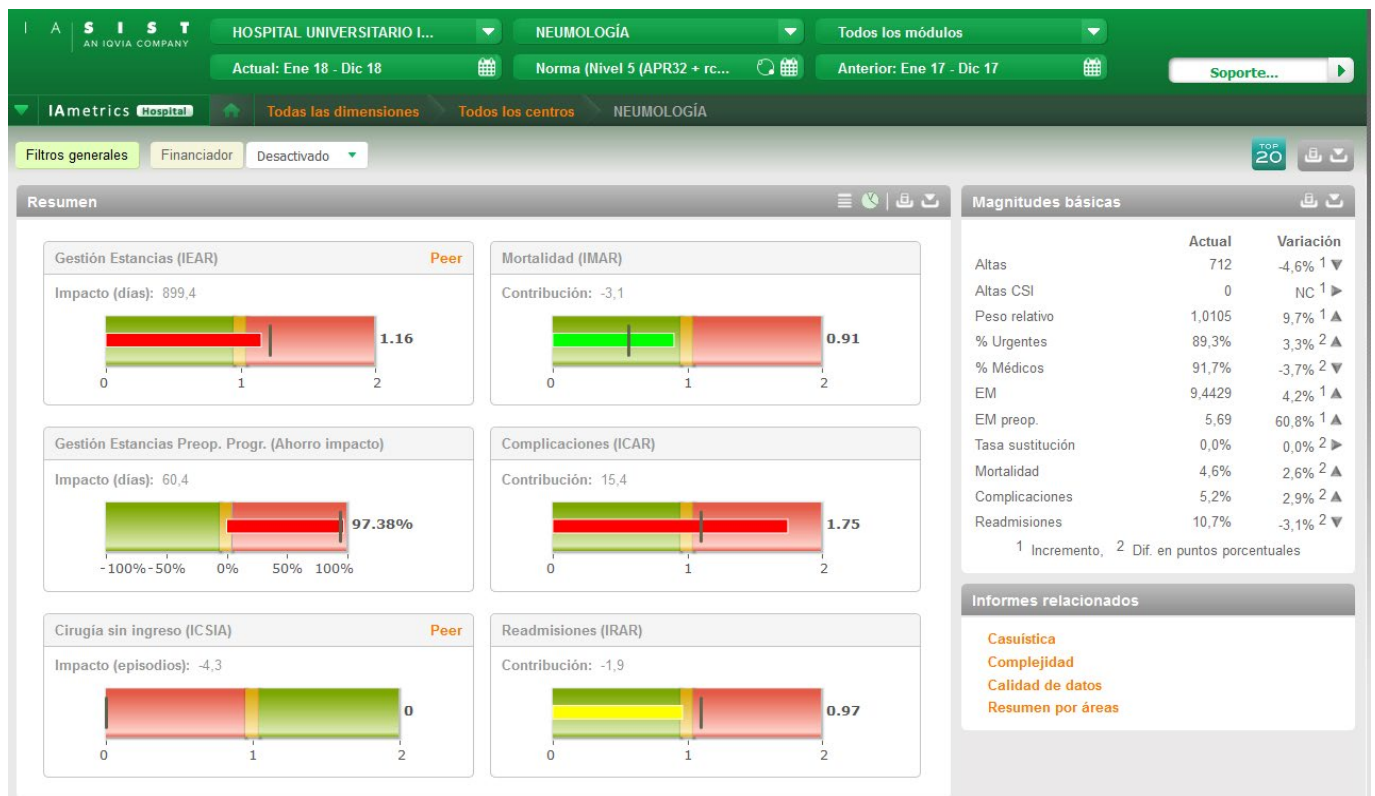 IASIST
AN IQVIA COMPANY
HOSPITAL UNIVERSITARIO I...
NEUMOLOGÍA
Todos los módulos
Actual: Ene 18 - Dic 18
Norma (Nivel 5 (APR32 + rc...
Anterior: Ene 17 - Dic 17
Soporte...
IAmetrics Hospital
Todas las dimensiones
Todos los centros
NEUMOLOGÍA
Filtros generales
Financiador
Desactivado
TOP 20
Resumen
Gestión Estancias (IEAR)
Peer
Impacto (días): 899,4
1.16
0 1 2
Mortalidad (IMAR)
Contribución: -3,1
0.91
0 1 2
Gestión Estancias Preop. Progr. (Ahorro impacto)
Impacto (días): 60,4
97.38%
-100% -50% 0% 50% 100%
Complicaciones (ICAR)
Contribución: 15,4
1.75
0 1 2
Cirugía sin ingreso (ICSIA)
Peer
Impacto (episodios): -4,3
0
0 1 2
Readmisiones (IRAR)
Contribución: -1,9
0.97
0 1 2
Magnitudes básicas
Actual Variación
Altas 712 -4,6% 1
Altas CSI 0 NC 1
Peso relativo 1,0105 9,7% 1
% Urgentes 89,3% 3,3% 2
% Médicos 91,7% -3,7% 2
EM 9,4429 4,2% 1
EM preop. 5,69 60,8% 1
Tasa sustitución 0,0% 0,0% 2
Mortalidad 4,6% 2,6% 2
Complicaciones 5,2% 2,9% 2
Readmisiones 10,7% -3,1% 2
1 Incremento, 2 Dif. en puntos porcentuales
Informes relacionados
Casuística
Complejidad
Calidad de datos
Resumen por áreas